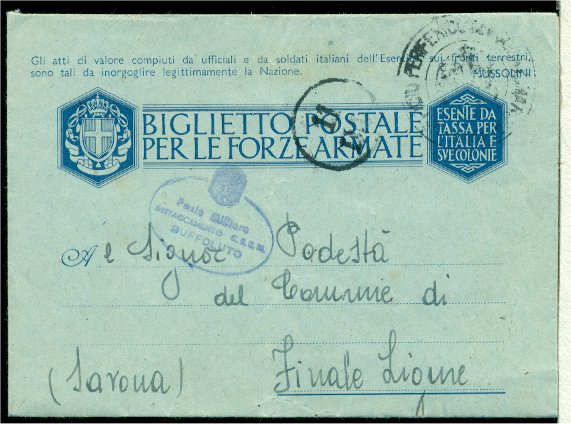 Gli atti di valore compiuti da ufficiali e da soldati italiani dell'Esercito sui fronti terrestri,
sono tali da inorgoglire legittimamente la Nazione. MUSSOLINI
BIGLIETTO POSTALE
PER LE FORZE ARMATE
ESENTE DA
TASSA PER
L'ITALIA E
SVE COLONIE
Posta Militare
DISTACCAMENTO
BUFFOLUTO
Al Signor Podestà
del Comune di
Finale Ligure
(Savona)